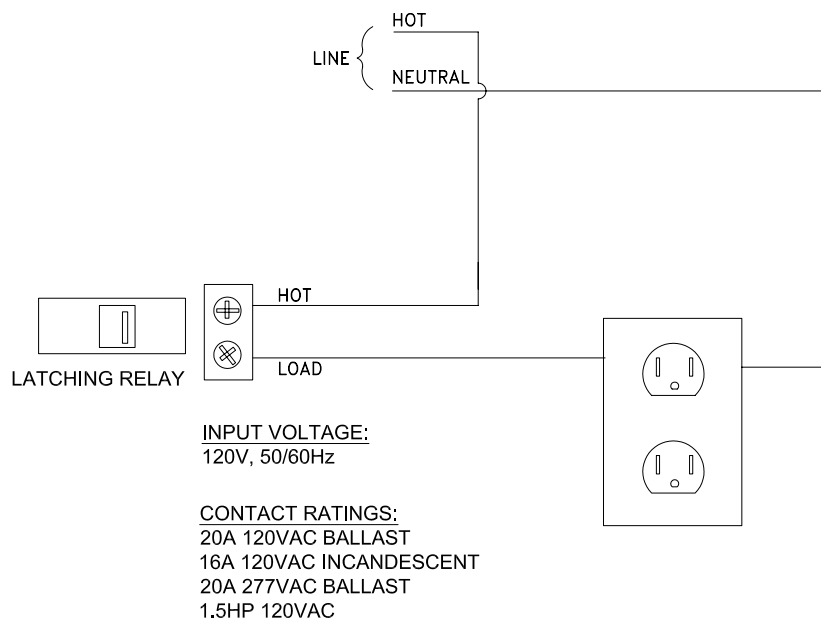 HOT
LINE
NEUTRAL
HOT
LATCHING RELAY
LOAD
INPUT VOLTAGE:
120V, 50/60Hz
CONTACT RATINGS:
20A 120VAC BALLAST
16A 120VAC INCANDESCENT
20A 277VAC BALLAST
1.5HP 120VAC